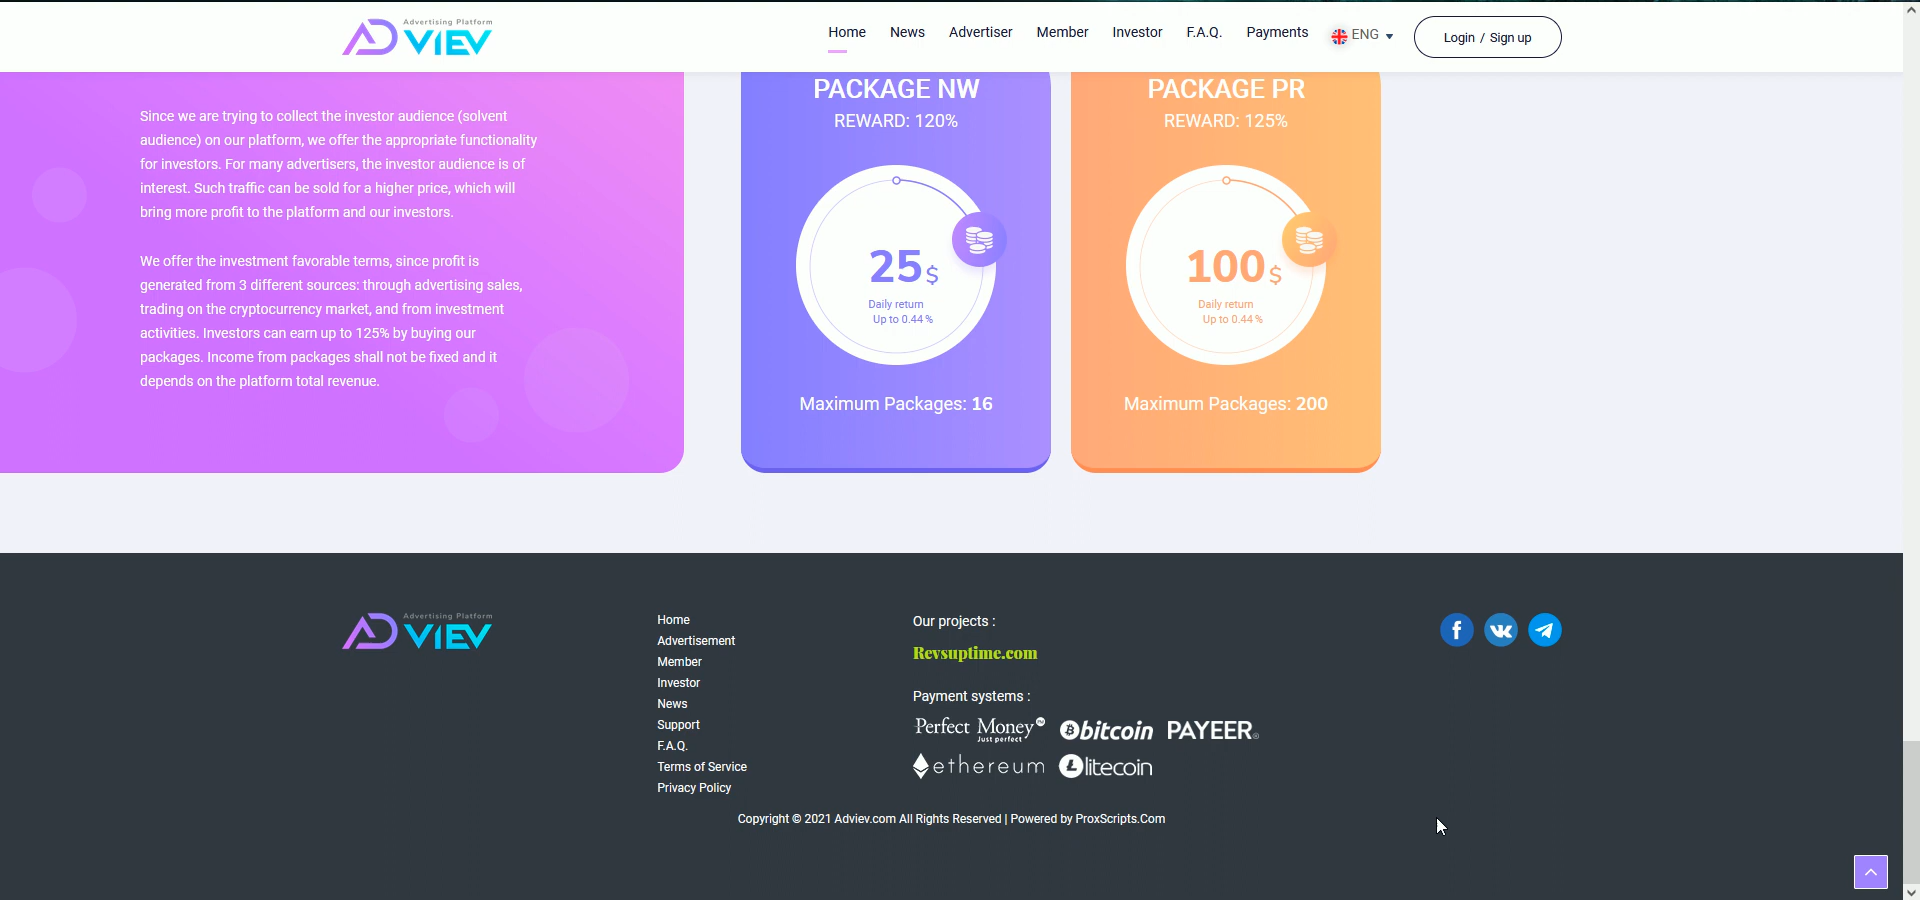 Advertising Platform
AD VIEV
Home News Advertiser Member Investor F.A.Q. Payments ENG Login / Sign up
Since we are trying to collect the investor audience (solvent
audience) on our platform, we offer the appropriate functionality
for investors. For many advertisers, the investor audience is of
interest. Such traffic can be sold for a higher price, which will
bring more profit to the platform and our investors.
We offer the investment favorable terms, since profit is
generated from 3 different sources: through advertising sales,
trading on the cryptocurrency market, and from investment
activities. Investors can earn up to 125% by buying our
packages. Income from packages shall not be fixed and it
depends on the platform total revenue.
PACKAGE NW
REWARD: 120%
25$
Daily return
Up to 0.44 %
Maximum Packages: 16
PACKAGE PR
REWARD: 125%
100$
Daily return
Up to 0.44 %
Maximum Packages: 200
Advertising Platform
AD VIEV
Home
Advertisement
Member
Investor
News
Support
F.A.Q.
Terms of Service
Privacy Policy
Our projects :
Revsuptime.com
Payment systems :
Perfect Money PM
Just perfect
bitcoin
PAYEER®
ethereum
litecoin
Copyright © 2021 Adviev.com All Rights Reserved | Powered by ProxScripts.Com